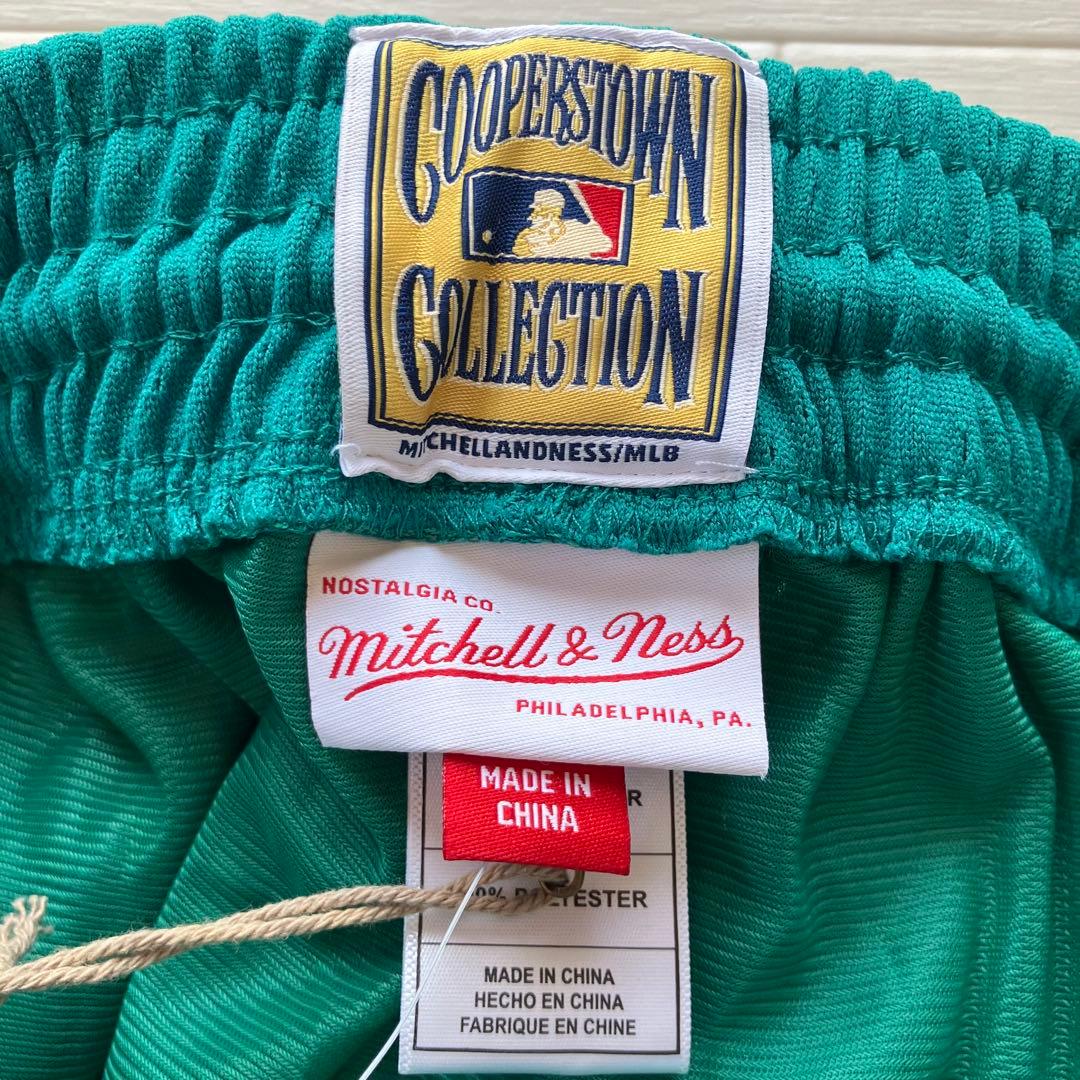 COOPERSTOWN
COLLECTION
MITCHELLANDNESS/MLB
NOSTALGIA CO.
Mitchell & Ness
PHILADELPHIA, PA.
MADE IN
CHINA
MADE IN CHINA
HECHO EN CHINA
FABRIQUE EN CHINE